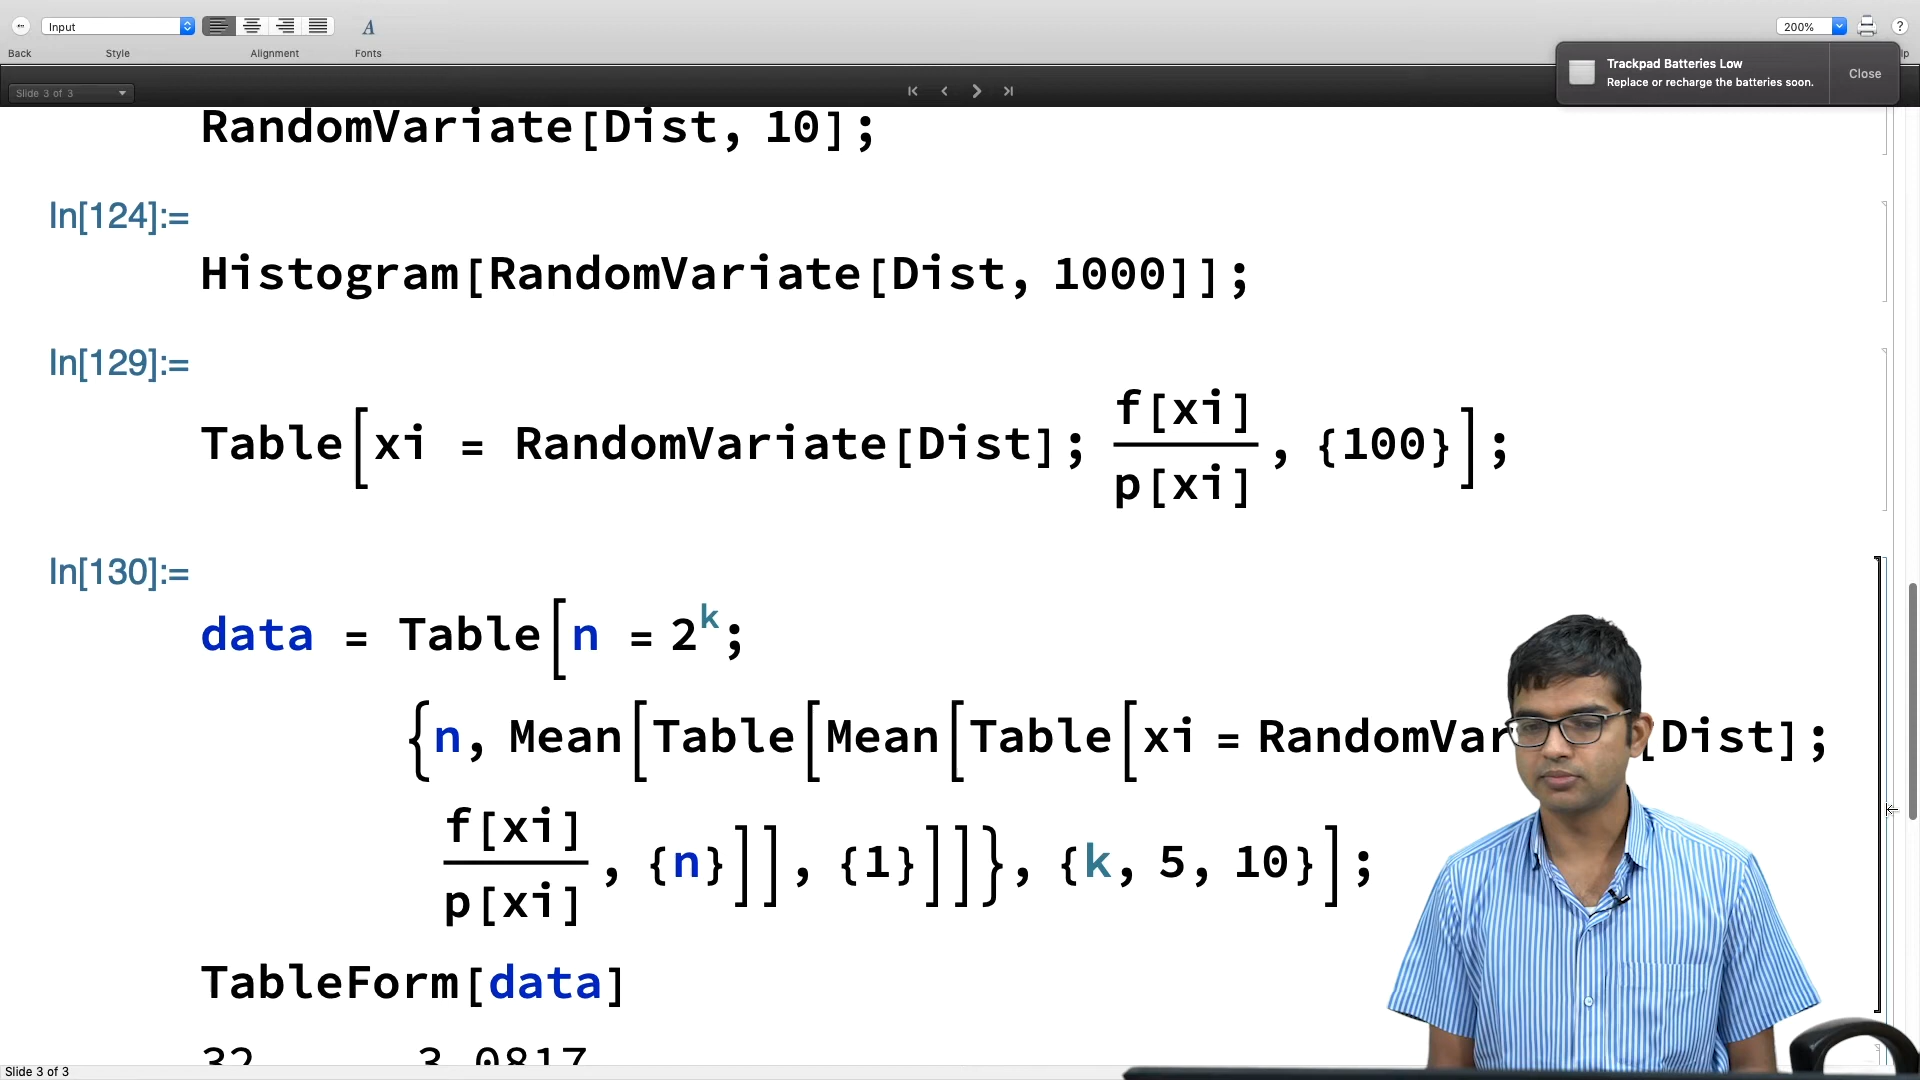 Input
200%
Back
Style
Alignment
Fonts
Trackpad Batteries Low
Replace or recharge the batteries soon.
Close
Slide 3 of 3
RandomVariate[Dist, 10];
In[124]:=
Histogram[RandomVariate[Dist, 1000]];
In[129]:=
Table[xi = RandomVariate[Dist]; f[xi]/p[xi], {100}];
In[130]:=
data = Table[n = 2^k;
{n, Mean[Table[Mean[Table[xi = RandomVar [Dist];
f[xi]/p[xi], {n}]], {1}]]}, {k, 5, 10}];
TableForm[data]
32 3.0817
Slide 3 of 3